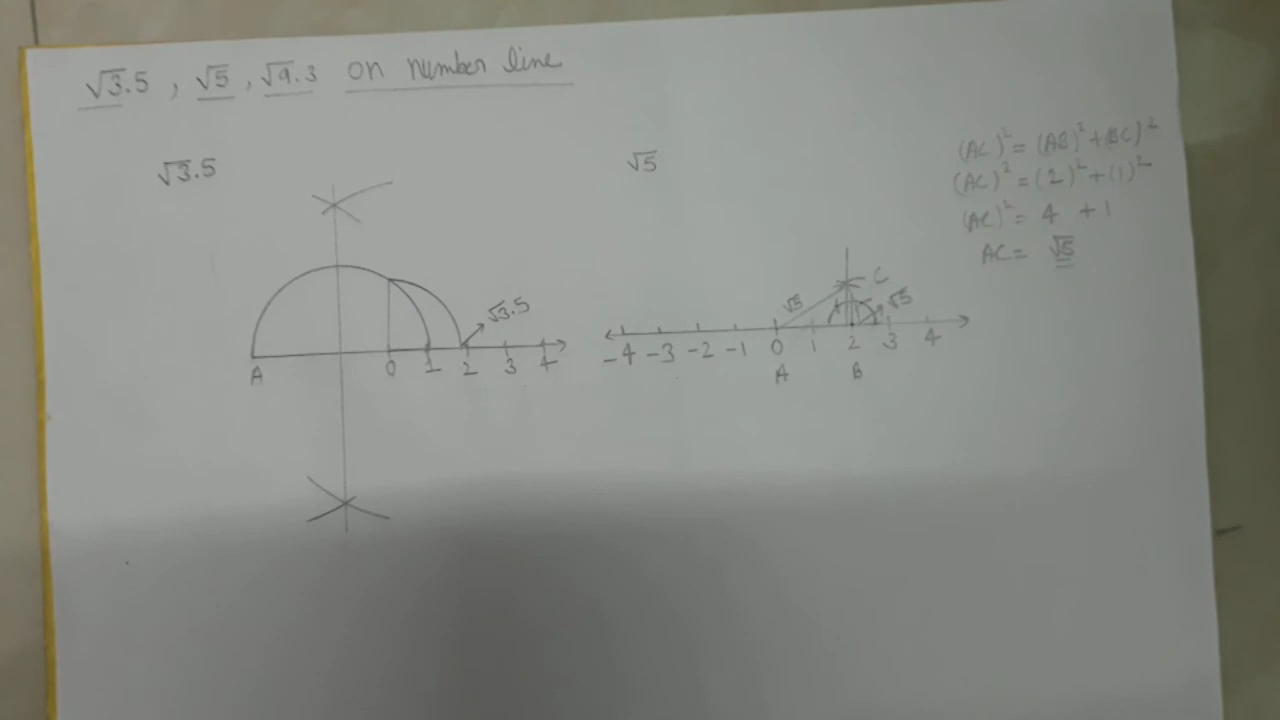 √3.5 , √5 , √9.3 on number line
√3.5
√3.5
A 0 1 2 3 4
√5
C
√5 √5
-4 -3 -2 -1 0 1 2 3 4
A B
(AC)² = (AB)² + (BC)²
(AC)² = (2)² + (1)²
(AC)² = 4 + 1
AC = √5